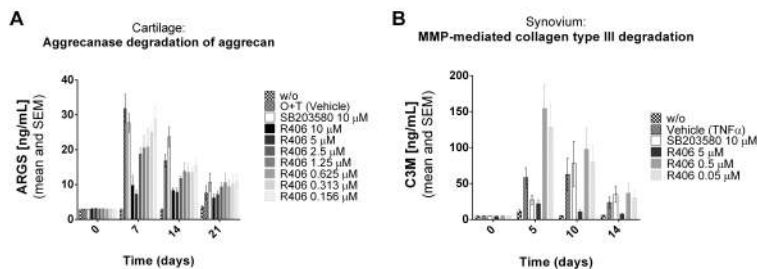 A
Cartilage:
Aggrecanase degradation of aggrecan
ARGS [ng/mL]
(mean and SEM)
40
30
20
10
0
0
7
14
21
Time (days)
w/o
O+T (Vehicle)
SB203580 10 μM
R406 10 μM
R406 5 μM
R406 2.5 μM
R406 1.25 μM
R406 0.625 μM
R406 0.313 μM
R406 0.156 μM
B
Synovium:
MMP-mediated collagen type III degradation
C3M [ng/mL]
(mean and SEM)
200
150
100
50
0
0
5
10
14
Time (days)
w/o
Vehicle (TNFα)
SB203580 10 μM
R406 5 μM
R406 0.5 μM
R406 0.05 μM